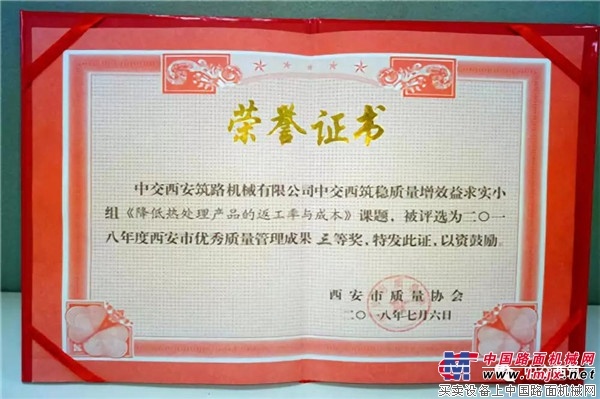 荣誉证书
中交西安筑路机械有限公司中交西筑稳质量增效益求实小
组《降低热处理产品的返工率与成本》课题，被评选为二〇一
八年度西安市优秀质量管理成果 三等奖，特发此证，以资鼓励。
西安市质量协会
二〇一八年七月六日
中国路面机械网
www.lmjx.net
买卖设备上中国路面机械网